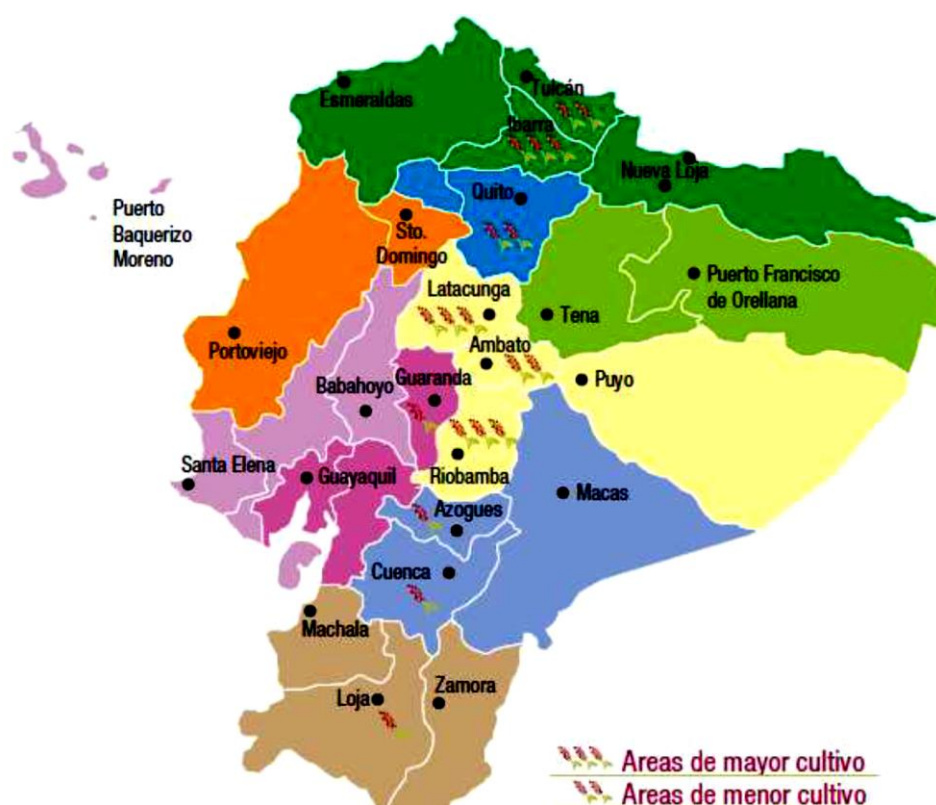 Tulcán
Esmeraldas
Ibarra
Nueva Loja
Quito
Puerto
Baquerizo
Moreno
Sto.
Domingo
Puerto Francisco
de Orellana
Latacunga
Tena
Portoviejo
Ambato
Puyo
Guaranda
Babahoyo
Santa Elena
Guayaquil
Riobamba
Macas
Azogues
Cuenca
Machala
Zamora
Loja
Areas de mayor cultivo
Areas de menor cultivo